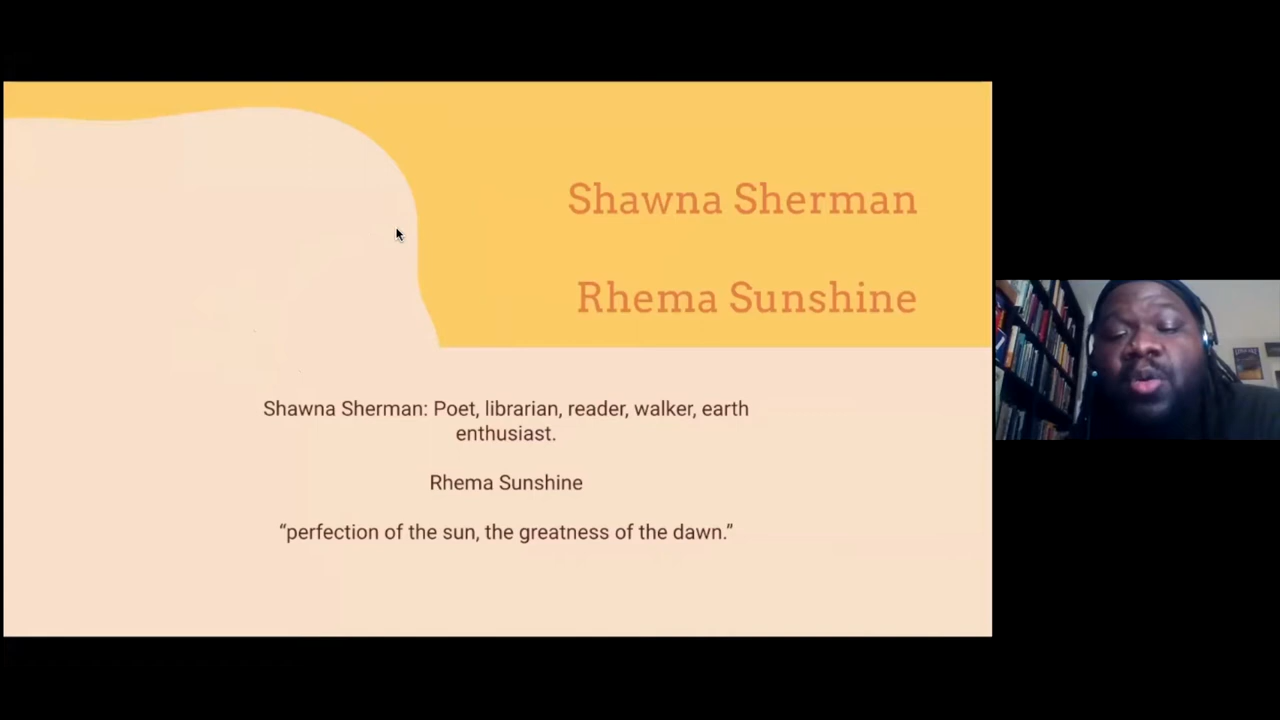 Shawna Sherman
Rhema Sunshine
Shawna Sherman: Poet, librarian, reader, walker, earth
enthusiast.
Rhema Sunshine
“perfection of the sun, the greatness of the dawn.”